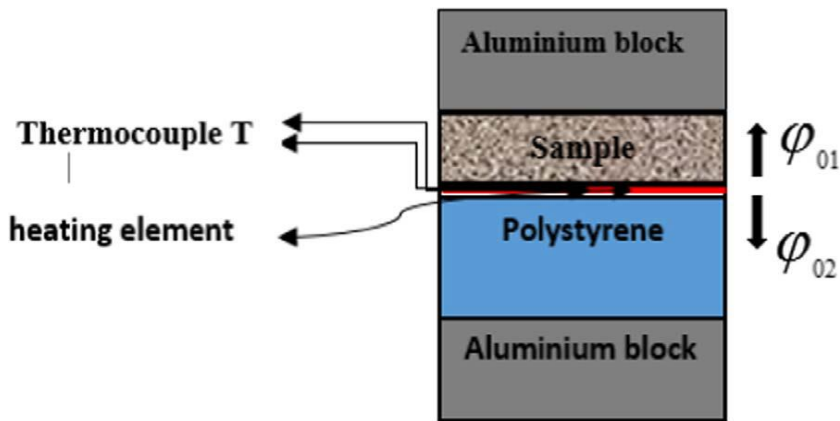 Aluminium block
Thermocouple T
Sample
φ01
heating element
Polystyrene
φ02
Aluminium block